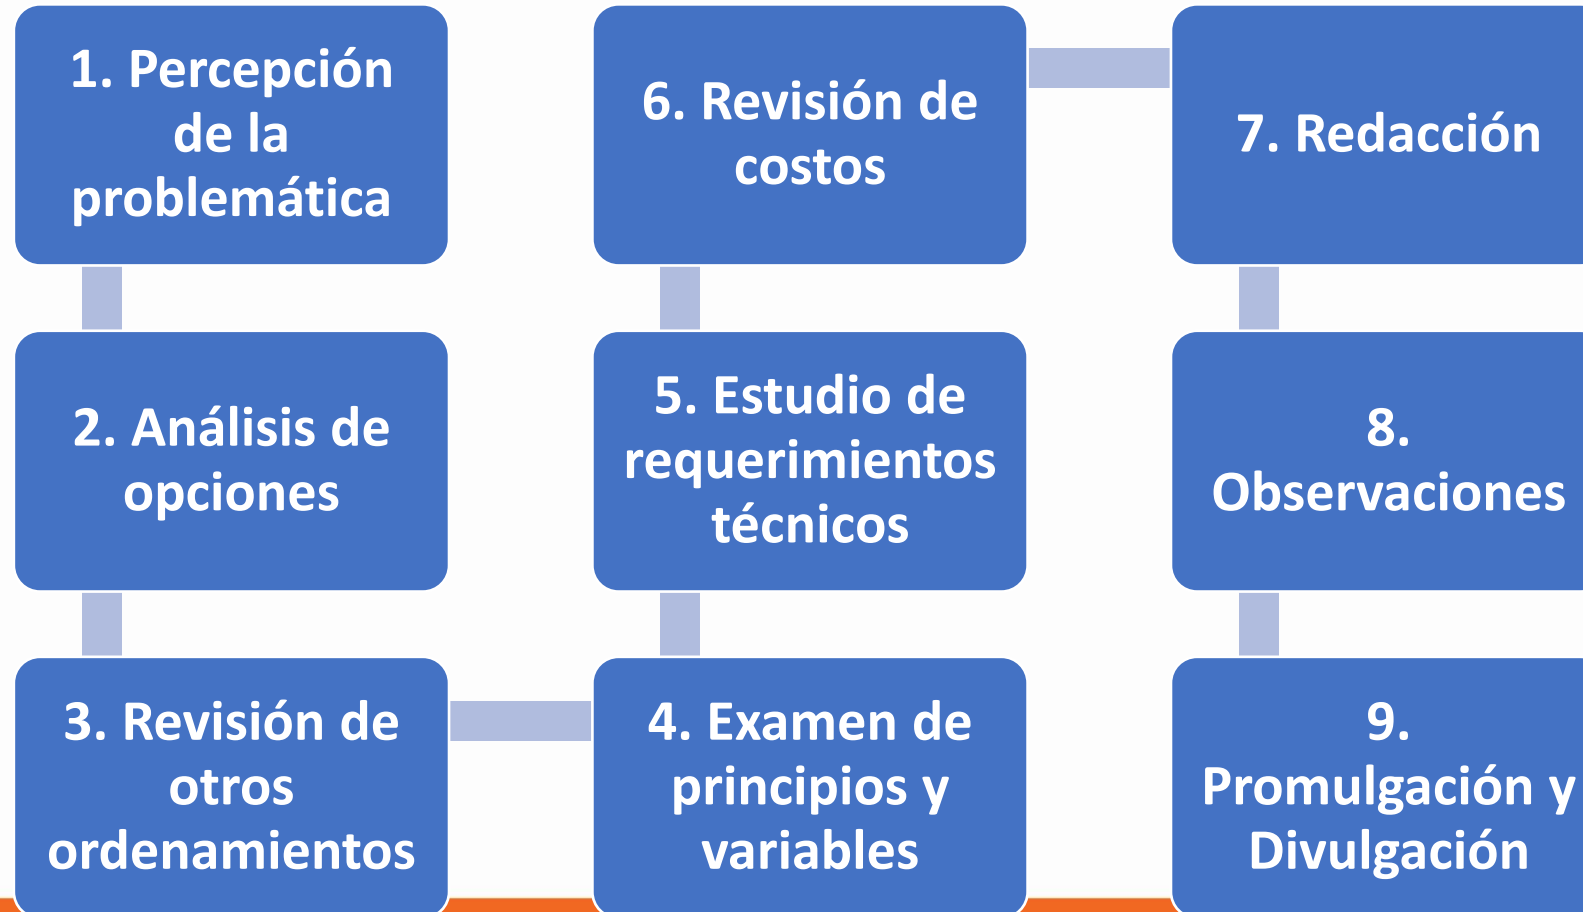 1. Percepción
de la
problemática
2. Análisis de
opciones
3. Revisión de
otros
ordenamientos
4. Examen de
principios y
variables
5. Estudio de
requerimientos
técnicos
6. Revisión de
costos
7. Redacción
8.
Observaciones
9.
Promulgación y
Divulgación